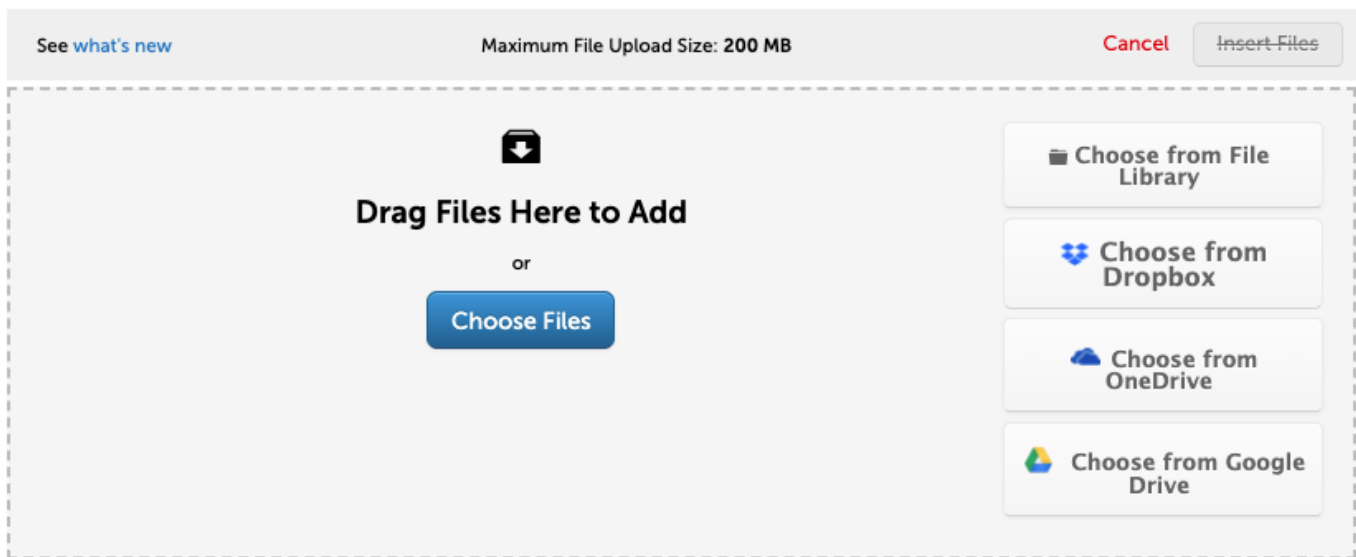 See what's new
Maximum File Upload Size: 200 MB
Cancel
Insert Files
Drag Files Here to Add
or
Choose Files
Choose from File
Library
Choose from
Dropbox
Choose from
OneDrive
Choose from Google
Drive